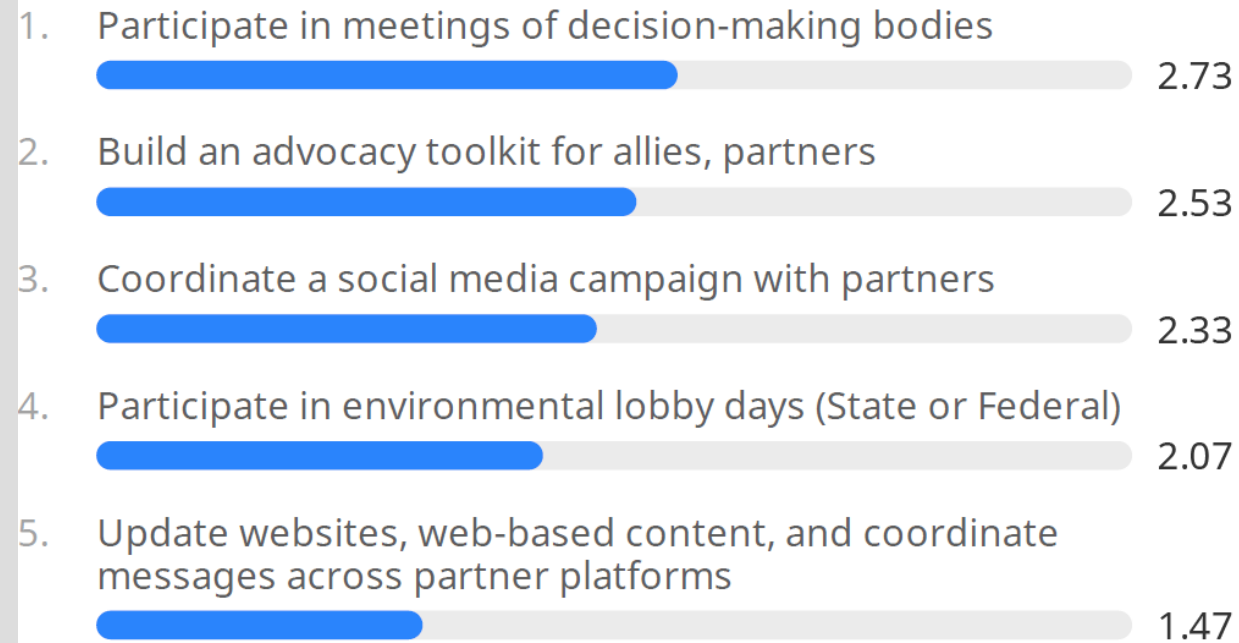 1. Participate in meetings of decision-making bodies
2.73
2. Build an advocacy toolkit for allies, partners
2.53
3. Coordinate a social media campaign with partners
2.33
4. Participate in environmental lobby days (State or Federal)
2.07
5. Update websites, web-based content, and coordinate
messages across partner platforms
1.47